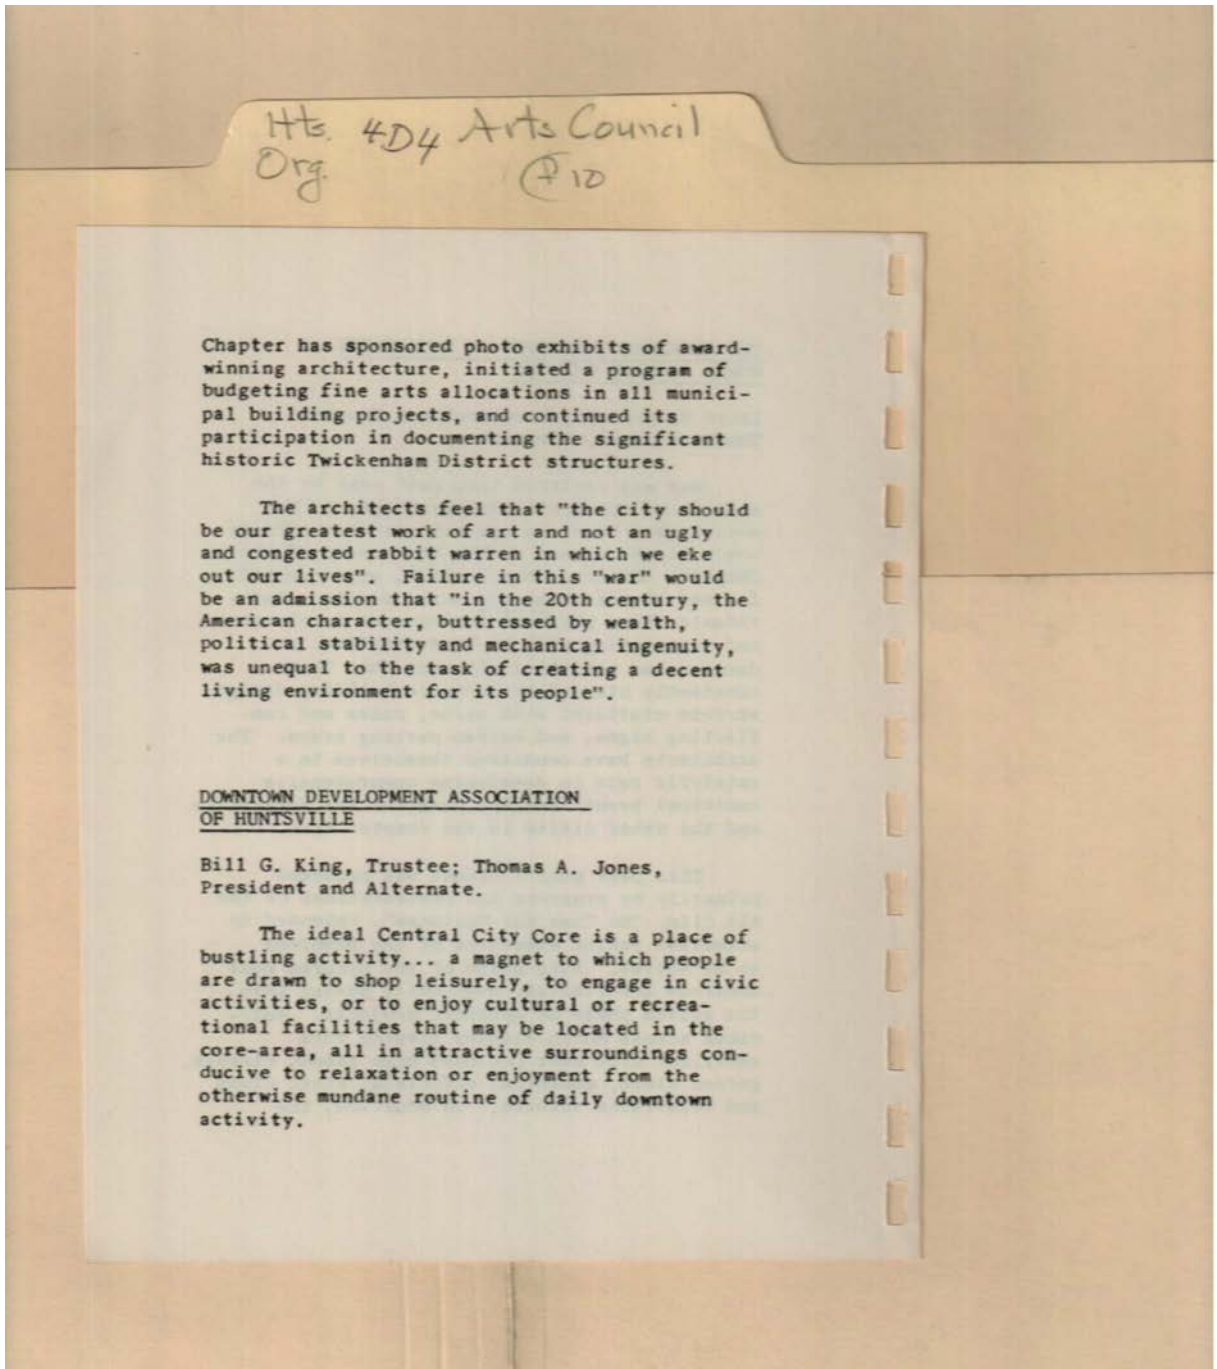 Hts. 4D4 Arts Council
Org. P 10
Chapter has sponsored photo exhibits of award-
winning architecture, initiated a program of
budgeting fine arts allocations in all munici-
pal building projects, and continued its
participation in documenting the significant
historic Twickenham District structures.
The architects feel that "the city should
be our greatest work of art and not an ugly
and congested rabbit warren in which we eke
out our lives". Failure in this "war" would
be an admission that "in the 20th century, the
American character, buttressed by wealth,
political stability and mechanical ingenuity,
was unequal to the task of creating a decent
living environment for its people".
DOWNTOWN DEVELOPMENT ASSOCIATION
OF HUNTSVILLE
Bill G. King, Trustee; Thomas A. Jones,
President and Alternate.
The ideal Central City Core is a place of
bustling activity... a magnet to which people
are drawn to shop leisurely, to engage in civic
activities, or to enjoy cultural or recrea-
tional facilities that may be located in the
core-area, all in attractive surroundings con-
ducive to relaxation or enjoyment from the
otherwise mundane routine of daily downtown
activity.